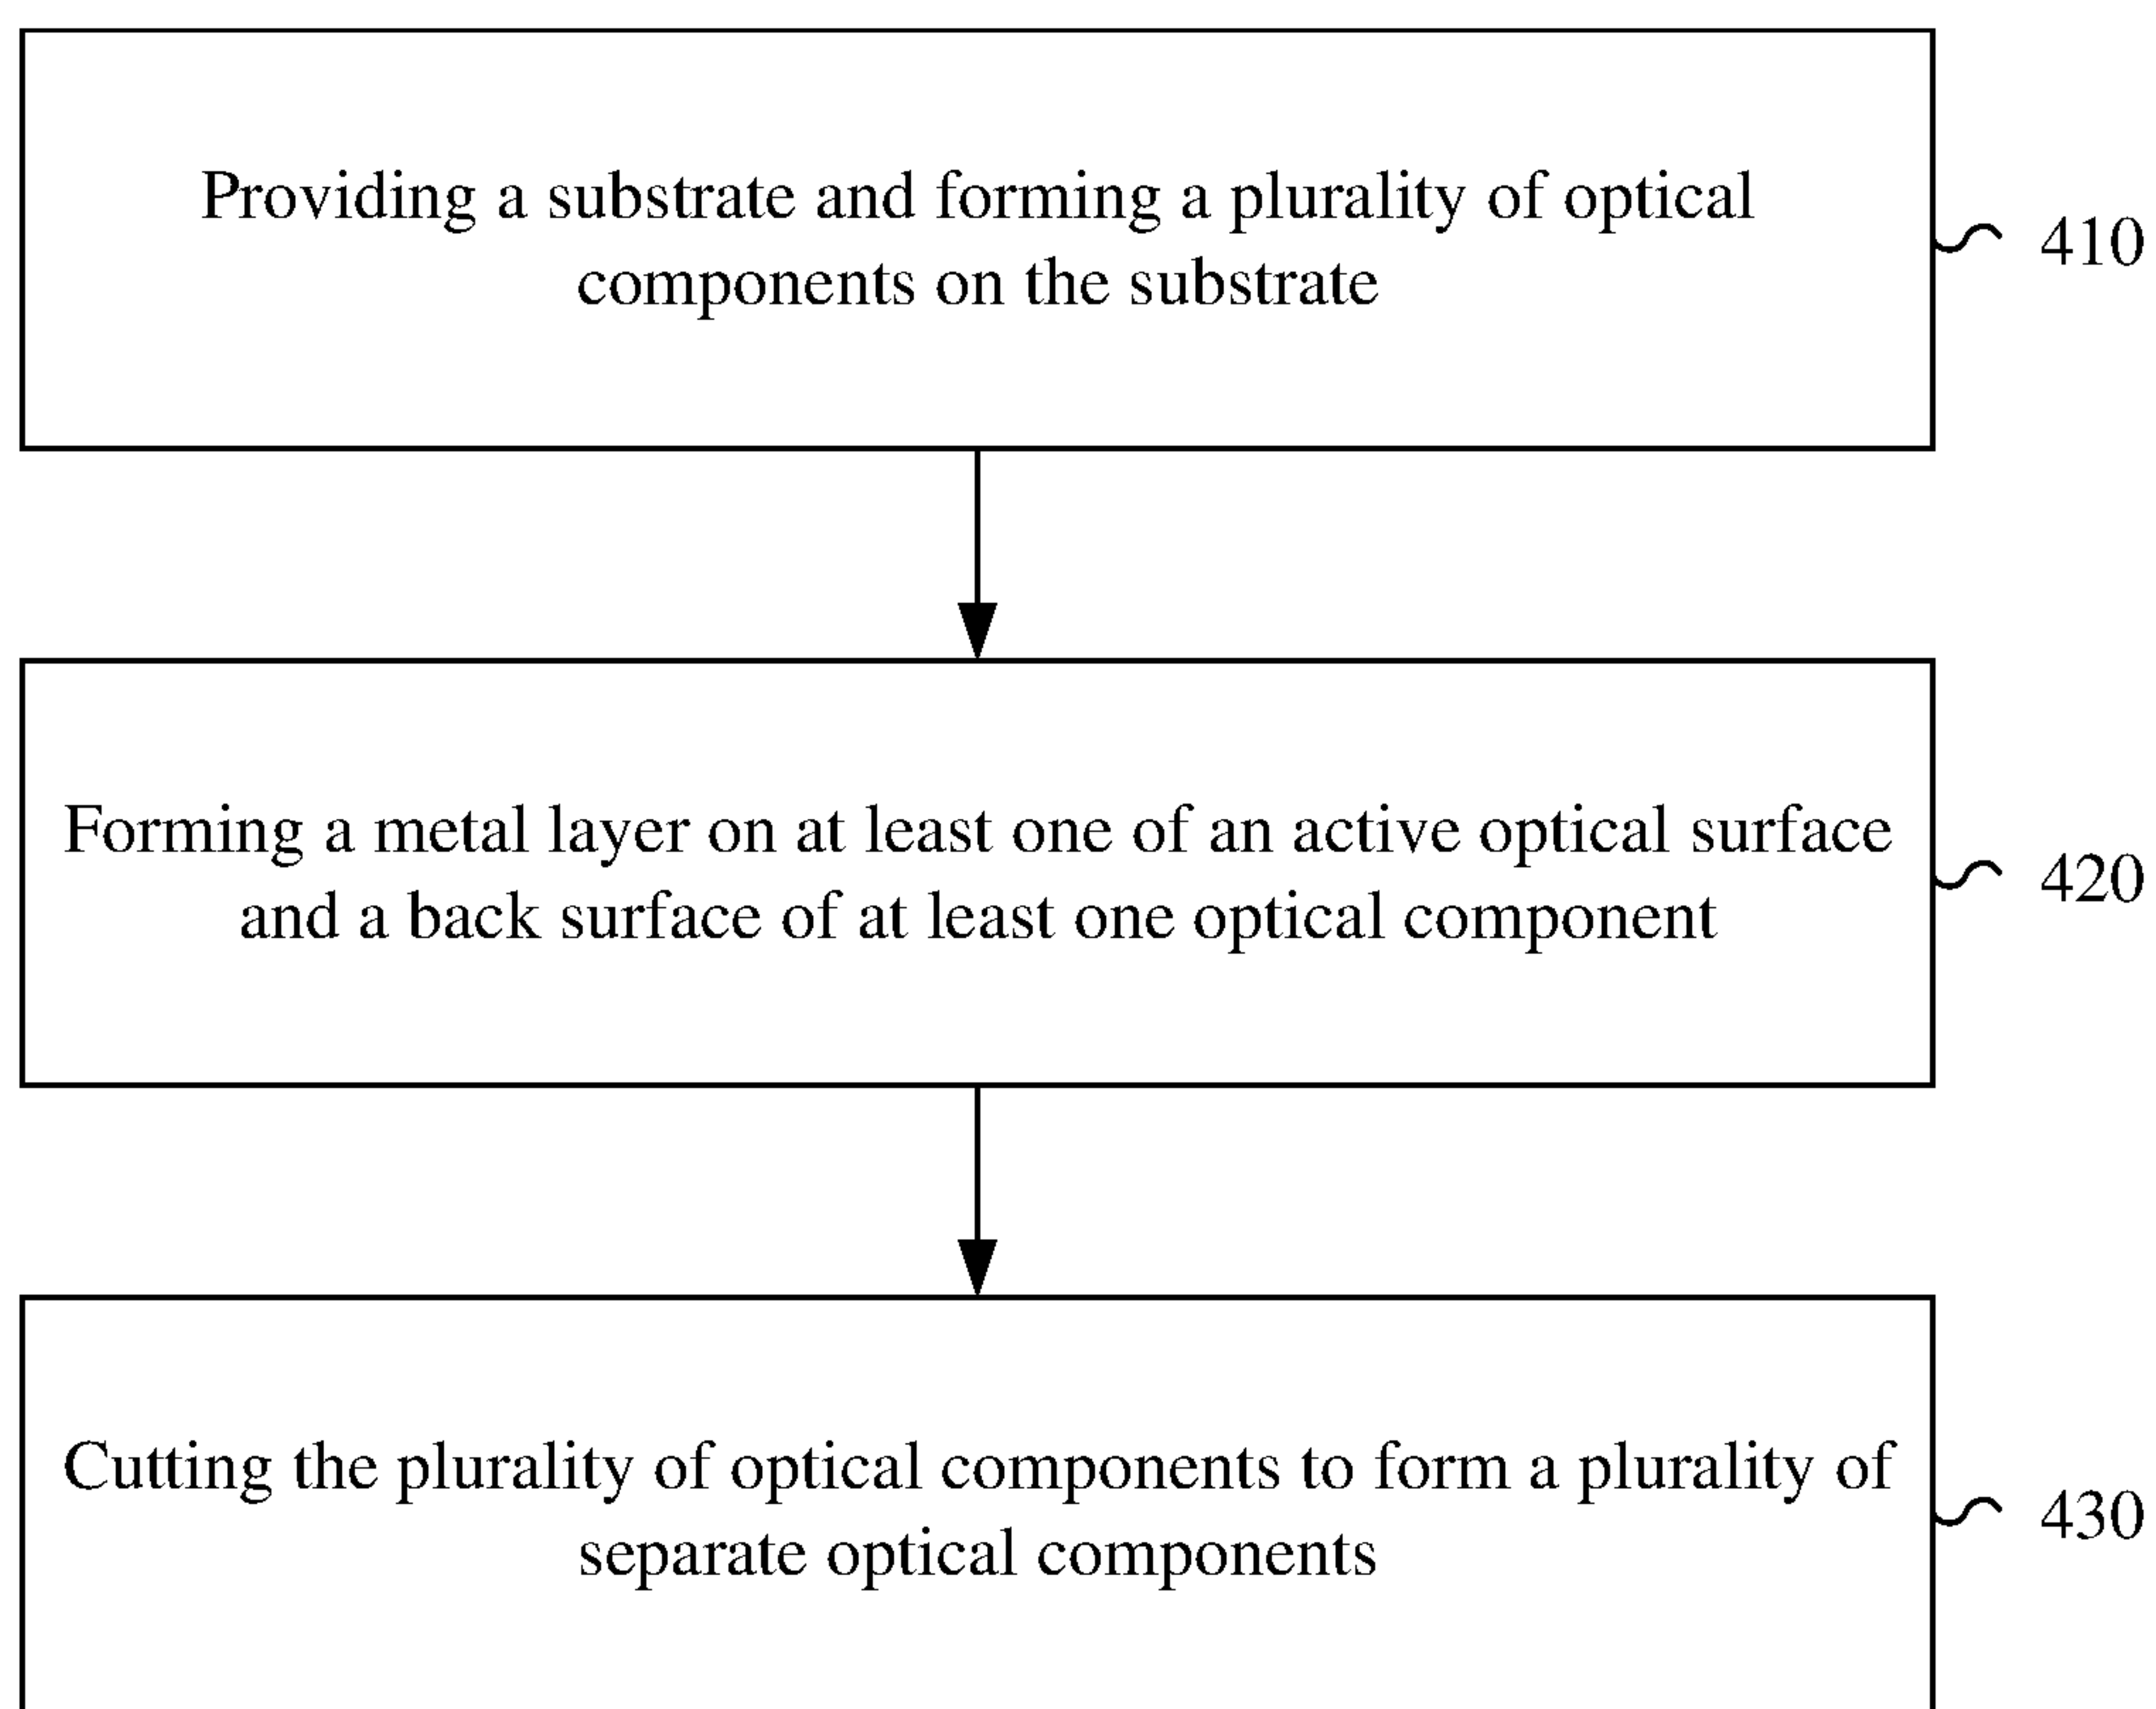 Providing a substrate and forming a plurality of optical
components on the substrate
410
Forming a metal layer on at least one of an active optical surface
and a back surface of at least one optical component
420
Cutting the plurality of optical components to form a plurality of
separate optical components
430